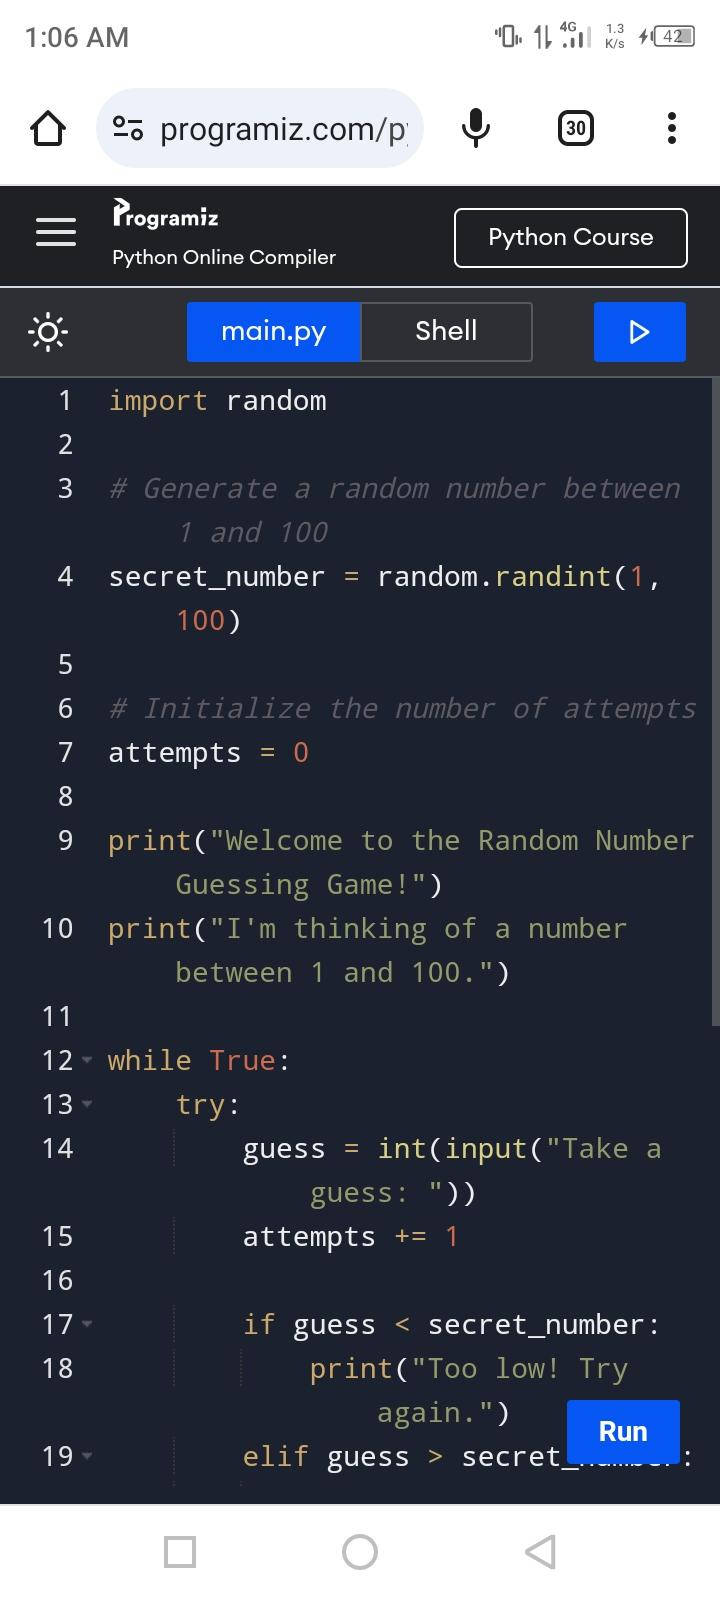 1:06 AM
4G
1.3
K/s
42
programiz.com/p
30
Programiz
Python Online Compiler
Python Course
main.py
Shell
1 import random
2
3 # Generate a random number between
1 and 100
4 secret_number = random.randint(1,
100)
5
6 # Initialize the number of attempts
7 attempts = 0
8
9 print("Welcome to the Random Number
Guessing Game!")
10 print("I'm thinking of a number
between 1 and 100.")
11
12 while True:
13 try:
14 guess = int(input("Take a
guess: "))
15 attempts += 1
16
17 if guess < secret_number:
18 print("Too low! Try
again.")
Run
19 elif guess > secret_number: